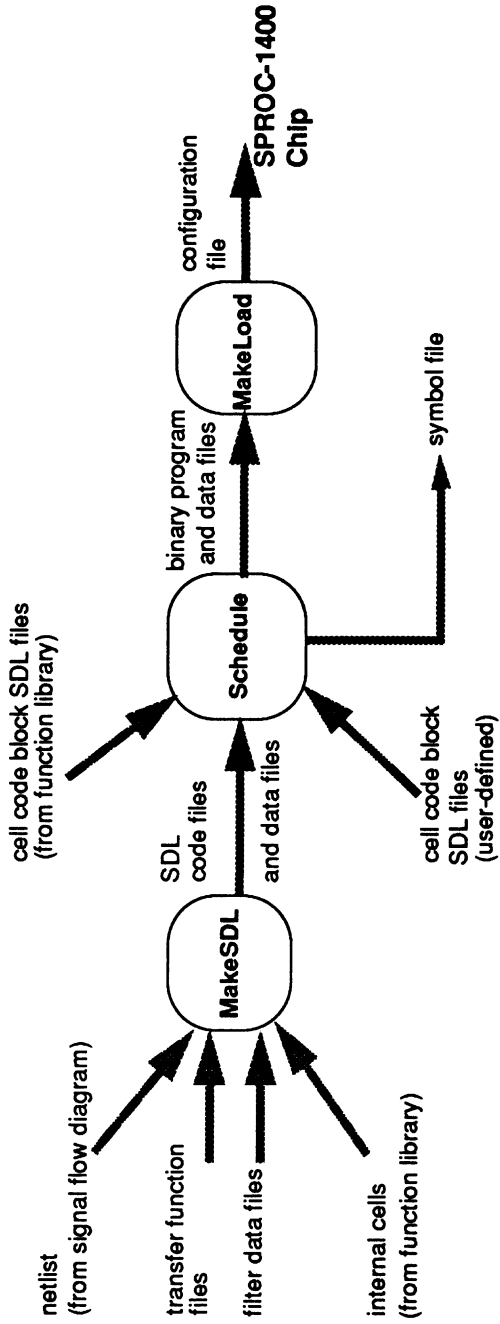 netlist
(from signal flow diagram)
transfer function
files
filter data files
internal cells
(from function library)
MakeSDL
SDL
code files
and data files
cell code block SDL files
(from function library)
cell code block
SDL files
(user-defined)
Schedule
binary program
and data files
symbol file
MakeLoad
configuration
file
SPROC-1400
Chip